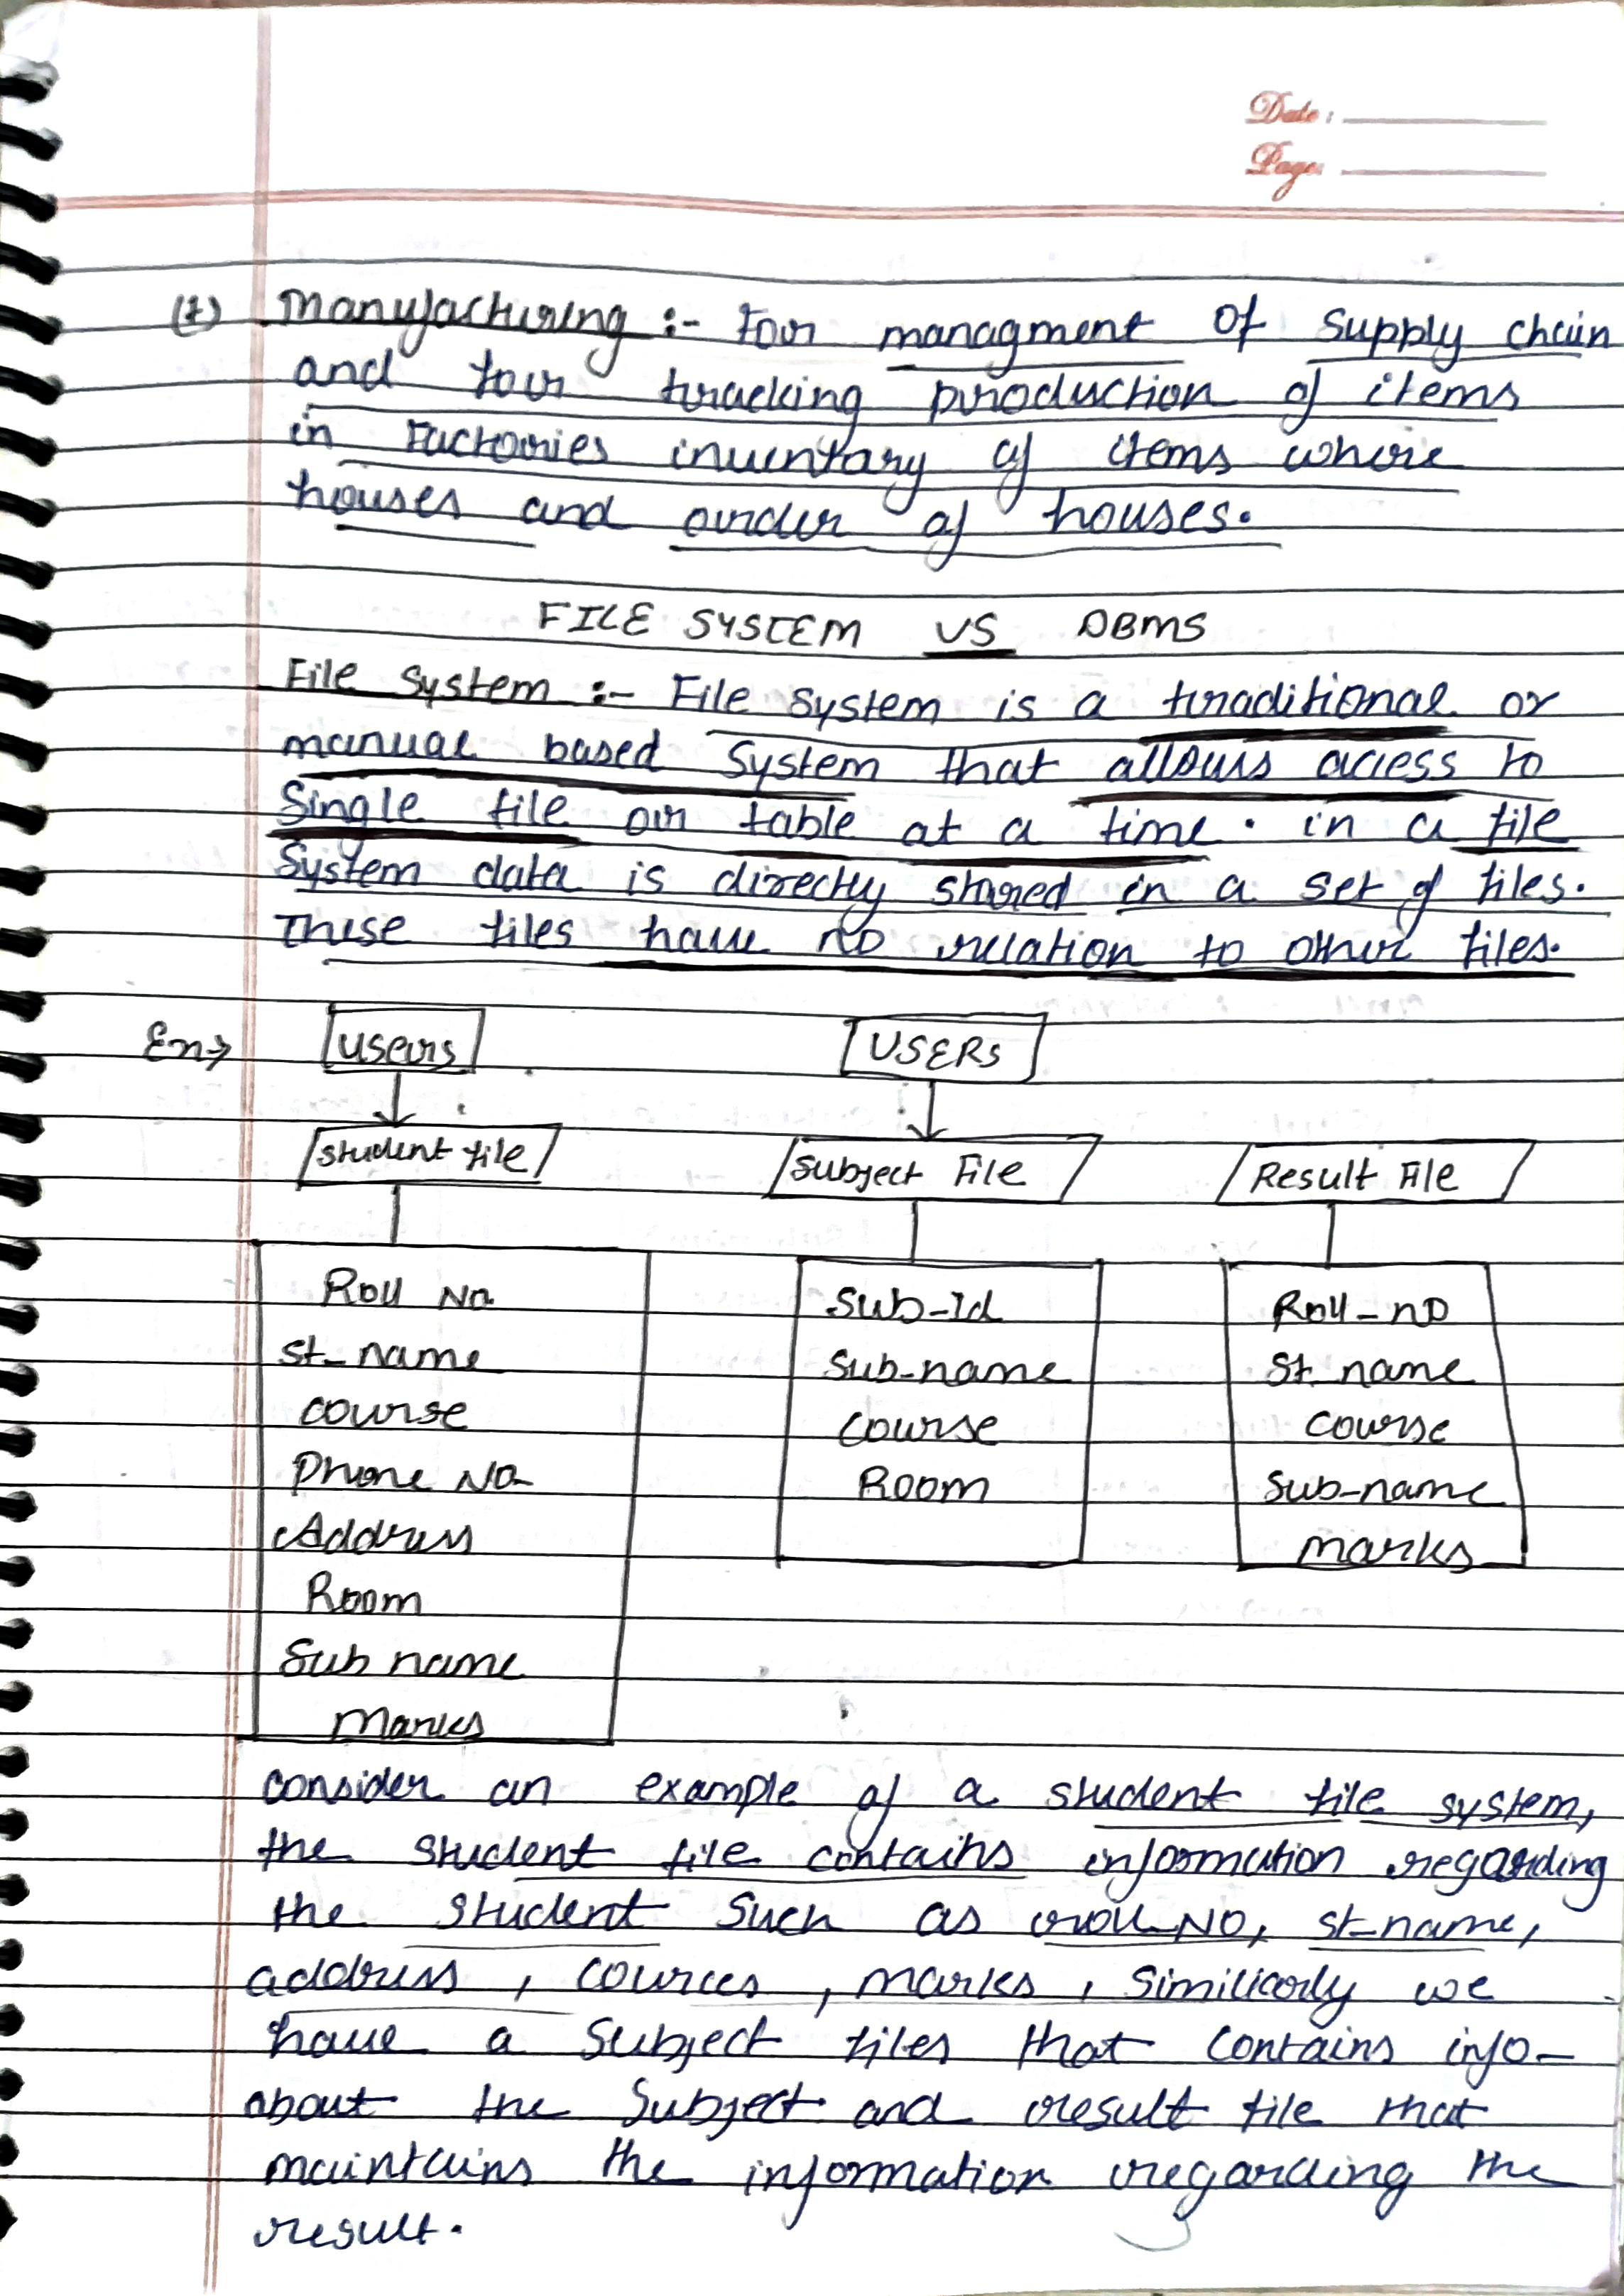 Date:
Page:
(7) Manufacturing :- For managment of supply chain
and for tracking production of items
in Factories inventary of items where
houses and order of houses.
FILE SYSTEM VS DBMS
File System :- File System is a traditional or
manual based System that allows access to
Single file or table at a time. in a file
System data is directly stored in a set of files.
These files have no relation to other files.
Ex→ users USERs
student file Subject File Result File
Roll No Sub-Id Roll-no
st-name Sub-name St-name
course course course
Phone No Room Sub-name
Address marks
Room
Sub name
Marks
consider an example of a student file system,
the student file contains information regarding
the student such as roll-NO, st-name,
address, cources, marks, similiarly we
have a subject files that contains info-
about the Subject and result file that
maintains the information regarding the
result.